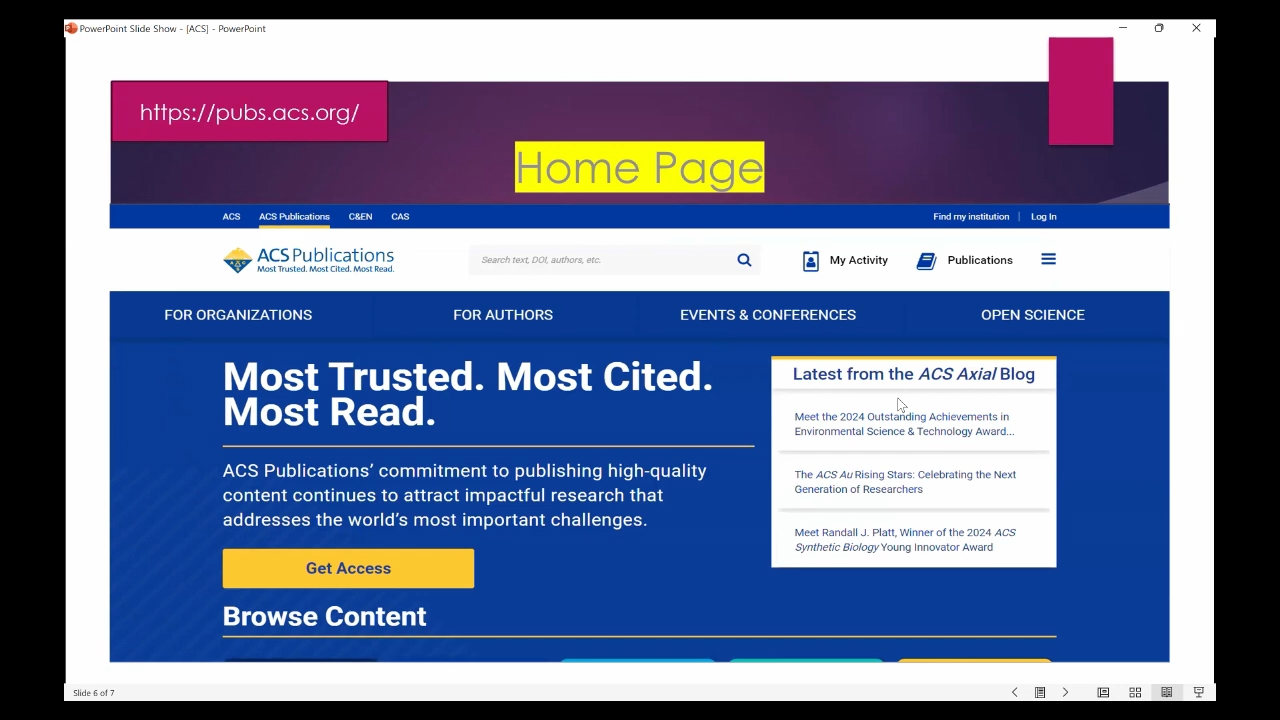 PowerPoint Slide Show - [ACS] - PowerPoint
https://pubs.acs.org/
Home Page
ACS ACS Publications C&EN CAS Find my institution | Log In
ACS Publications
Most Trusted. Most Cited. Most Read.
Search text, DOI, authors, etc.
My Activity
Publications
FOR ORGANIZATIONS FOR AUTHORS EVENTS & CONFERENCES OPEN SCIENCE
Most Trusted. Most Cited.
Most Read.
ACS Publications’ commitment to publishing high-quality
content continues to attract impactful research that
addresses the world’s most important challenges.
Get Access
Latest from the ACS Axial Blog
Meet the 2024 Outstanding Achievements in
Environmental Science & Technology Award...
The ACS Au Rising Stars: Celebrating the Next
Generation of Researchers
Meet Randall J. Platt, Winner of the 2024 ACS
Synthetic Biology Young Innovator Award
Browse Content
Slide 6 of 7